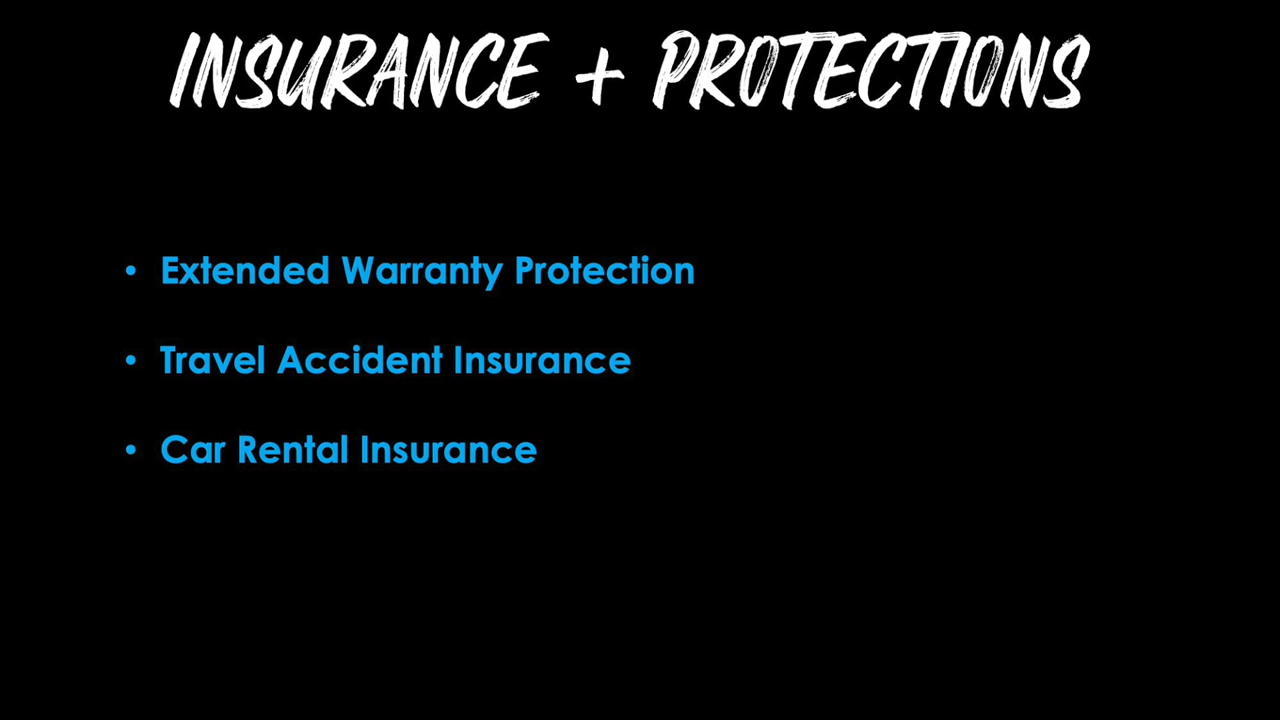 INSURANCE + PROTECTIONS
• Extended Warranty Protection
• Travel Accident Insurance
• Car Rental Insurance